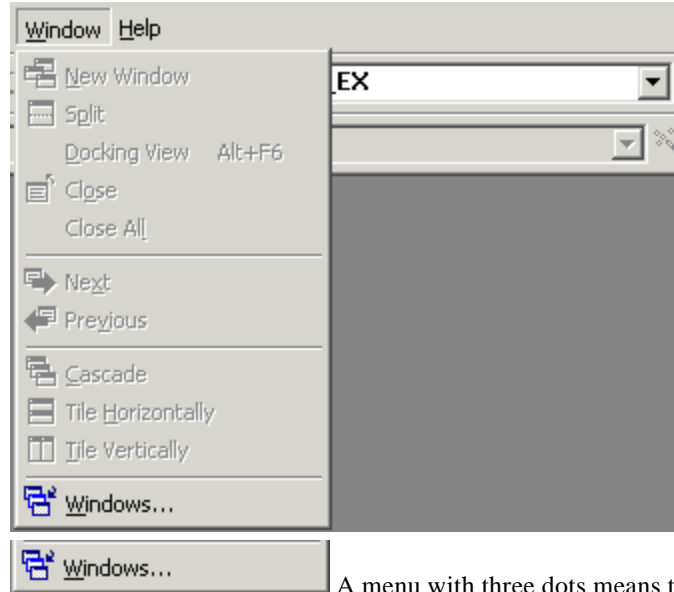 Window Help
New Window
_EX
Split
Docking View Alt+F6
Close
Close All
Next
Previous
Cascade
Tile Horizontally
Tile Vertically
Windows...
Windows...
A menu with three dots means t